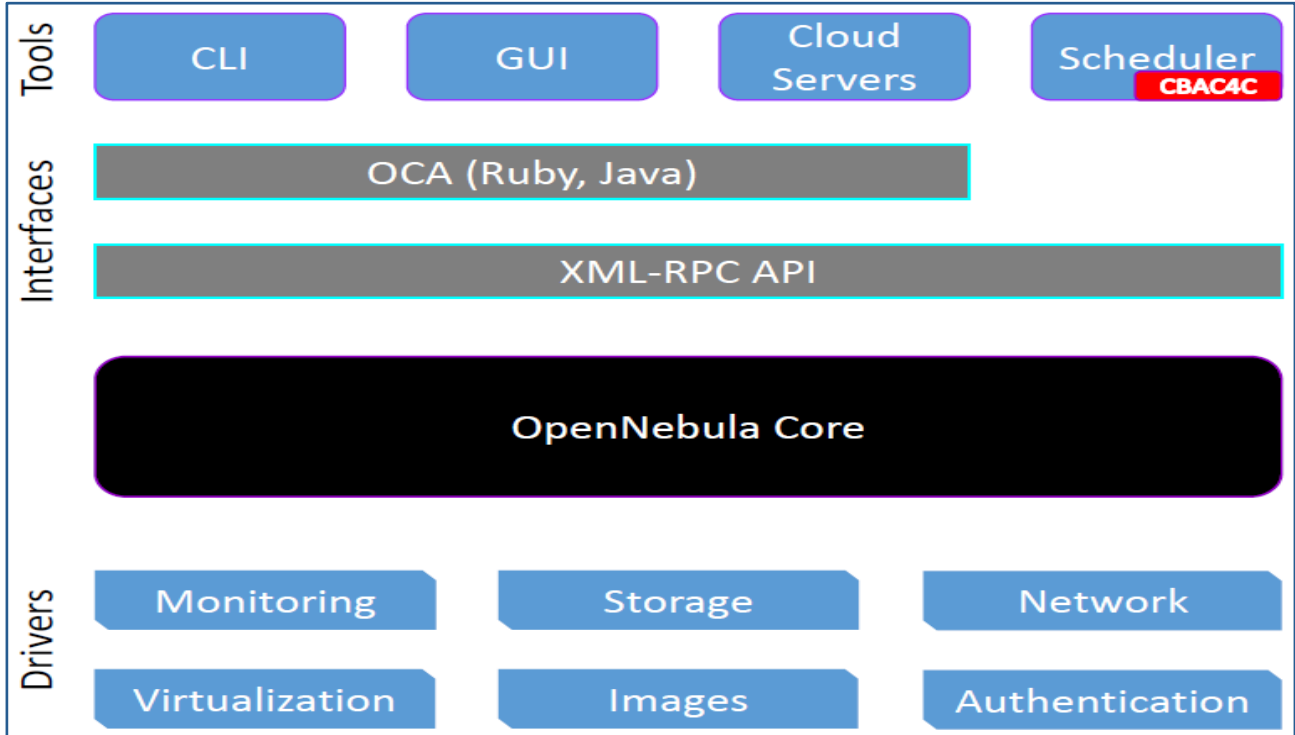 Tools
CLI
GUI
Cloud
Servers
Scheduler
CBAC4C
Interfaces
OCA (Ruby, Java)
XML-RPC API
OpenNebula Core
Drivers
Monitoring
Storage
Network
Virtualization
Images
Authentication